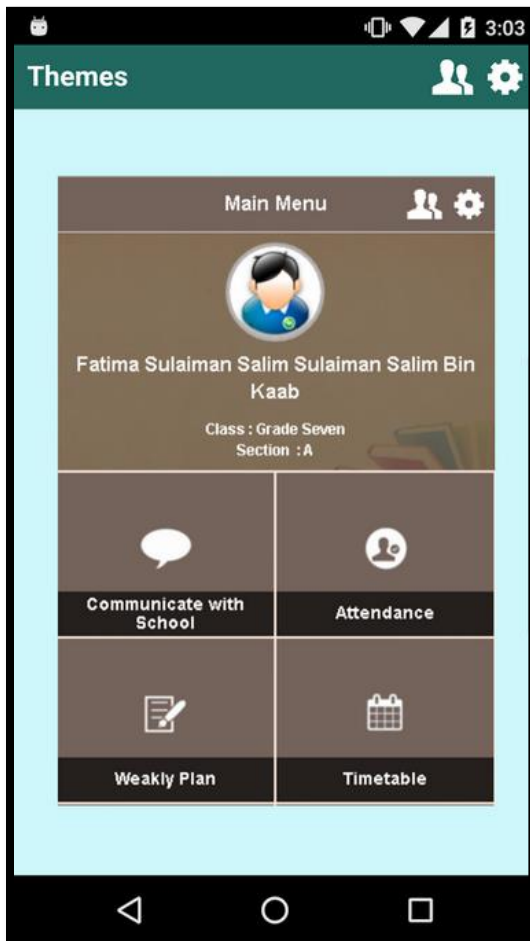 3:03
Themes
Main Menu
Fatima Sulaiman Salim Sulaiman Salim Bin
Kaab
Class : Grade Seven
Section : A
Communicate with
School
Attendance
Weakly Plan
Timetable